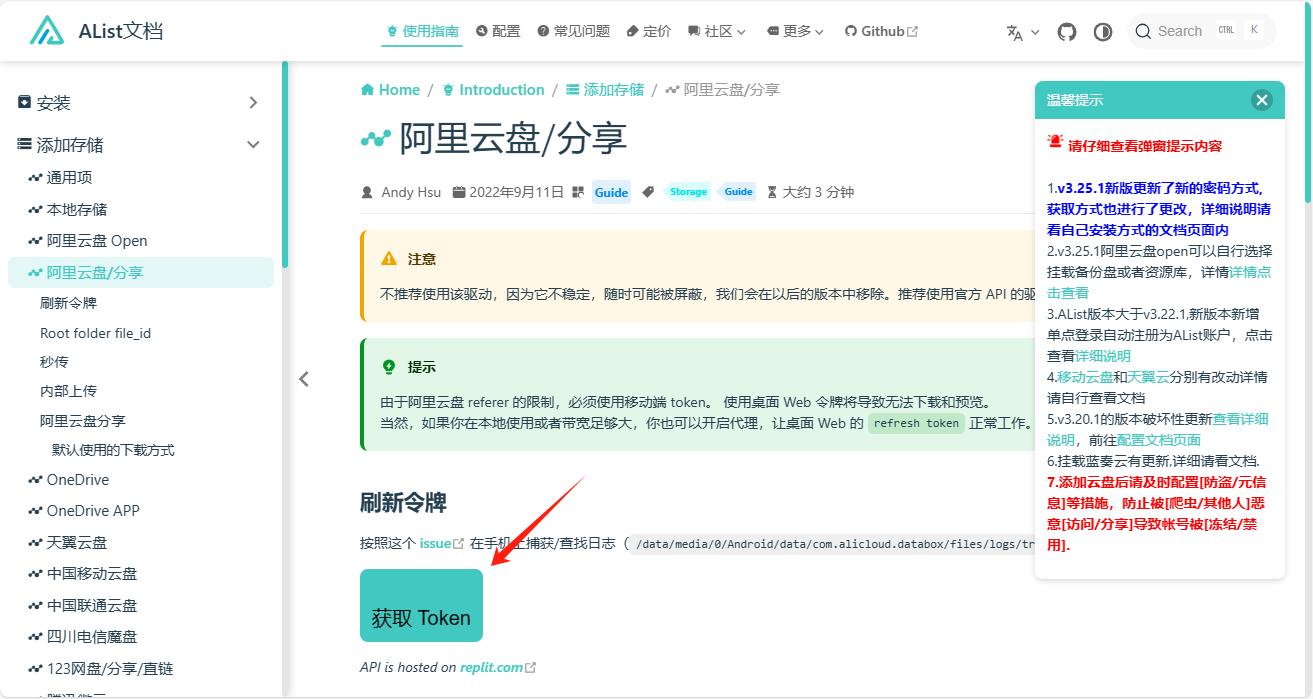 AList文档
使用指南
配置
常见问题
定价
社区
更多
Github
Search
CTRL
K
安装
添加存储
通用项
本地存储
阿里云盘 Open
阿里云盘/分享
刷新令牌
Root folder file_id
秒传
内部上传
阿里云盘分享
默认使用的下载方式
OneDrive
OneDrive APP
天翼云盘
中国移动云盘
中国联通云盘
四川电信魔盘
123网盘/分享/直链
Home / Introduction / 添加存储 / 阿里云盘/分享
阿里云盘/分享
Andy Hsu 2022年9月11日 Guide Storage Guide 大约 3 分钟
注意
不推荐使用该驱动，因为它不稳定，随时可能被屏蔽，我们会在以后的版本中移除。推荐使用官方 API 的驱
提示
由于阿里云盘 referer 的限制，必须使用移动端 token。 使用桌面 Web 令牌将导致无法下载和预览。
当然，如果你在本地使用或者带宽足够大，你也可以开启代理，让桌面 Web 的 refresh token 正常工作。
刷新令牌
按照这个 issue 在手机上捕获/查找日志（/data/media/0/Android/data/com.alicloud.databox/files/logs/tr
获取 Token
API is hosted on replit.com
温馨提示
请仔细查看弹窗提示内容
1.v3.25.1新版更新了新的密码方式,
获取方式也进行了更改，详细说明请
看自己安装方式的文档页面内
2.v3.25.1阿里云盘open可以自行选择
挂载备份盘或者资源库，详情详情点
击查看
3.AList版本大于v3.22.1,新版本新增
单点登录自动注册为AList账户，点击
查看详细说明
4.移动云盘和天翼云分别有改动详情
请自行查看文档
5.v3.20.1的版本破坏性更新查看详细
说明，前往配置文档页面
6.挂载蓝奏云有更新,详细请看文档.
7.添加云盘后请及时配置[防盗/元信
息]等措施，防止被[爬虫/其他人]恶
意[访问/分享]导致帐号被[冻结/禁
用].